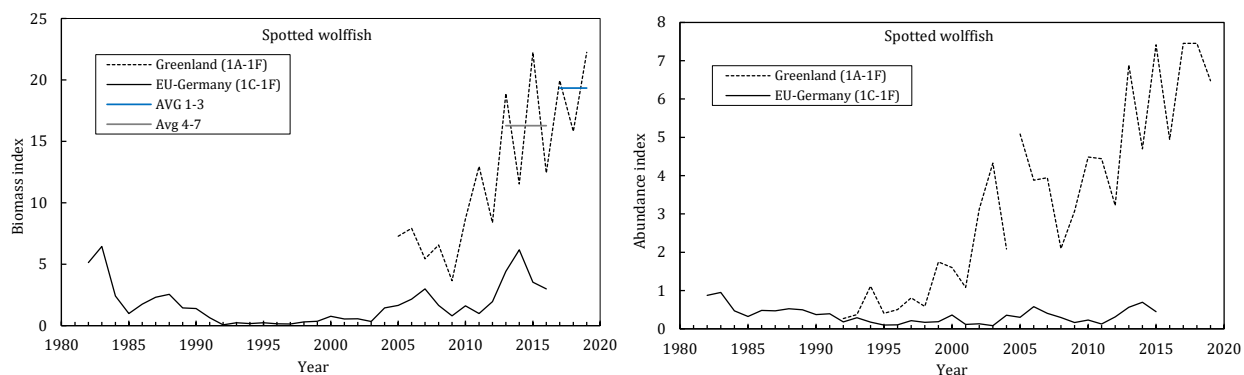 Spotted wolffish
Greenland (1A-1F)
EU-Germany (1C-1F)
AVG 1-3
Avg 4-7
Biomass index
25
20
15
10
5
0
1980 1985 1990 1995 2000 2005 2010 2015 2020
Year
Spotted wolffish
Greenland (1A-1F)
EU-Germany (1C-1F)
Abundance index
8
7
6
5
4
3
2
1
0
1980 1985 1990 1995 2000 2005 2010 2015 2020
Year